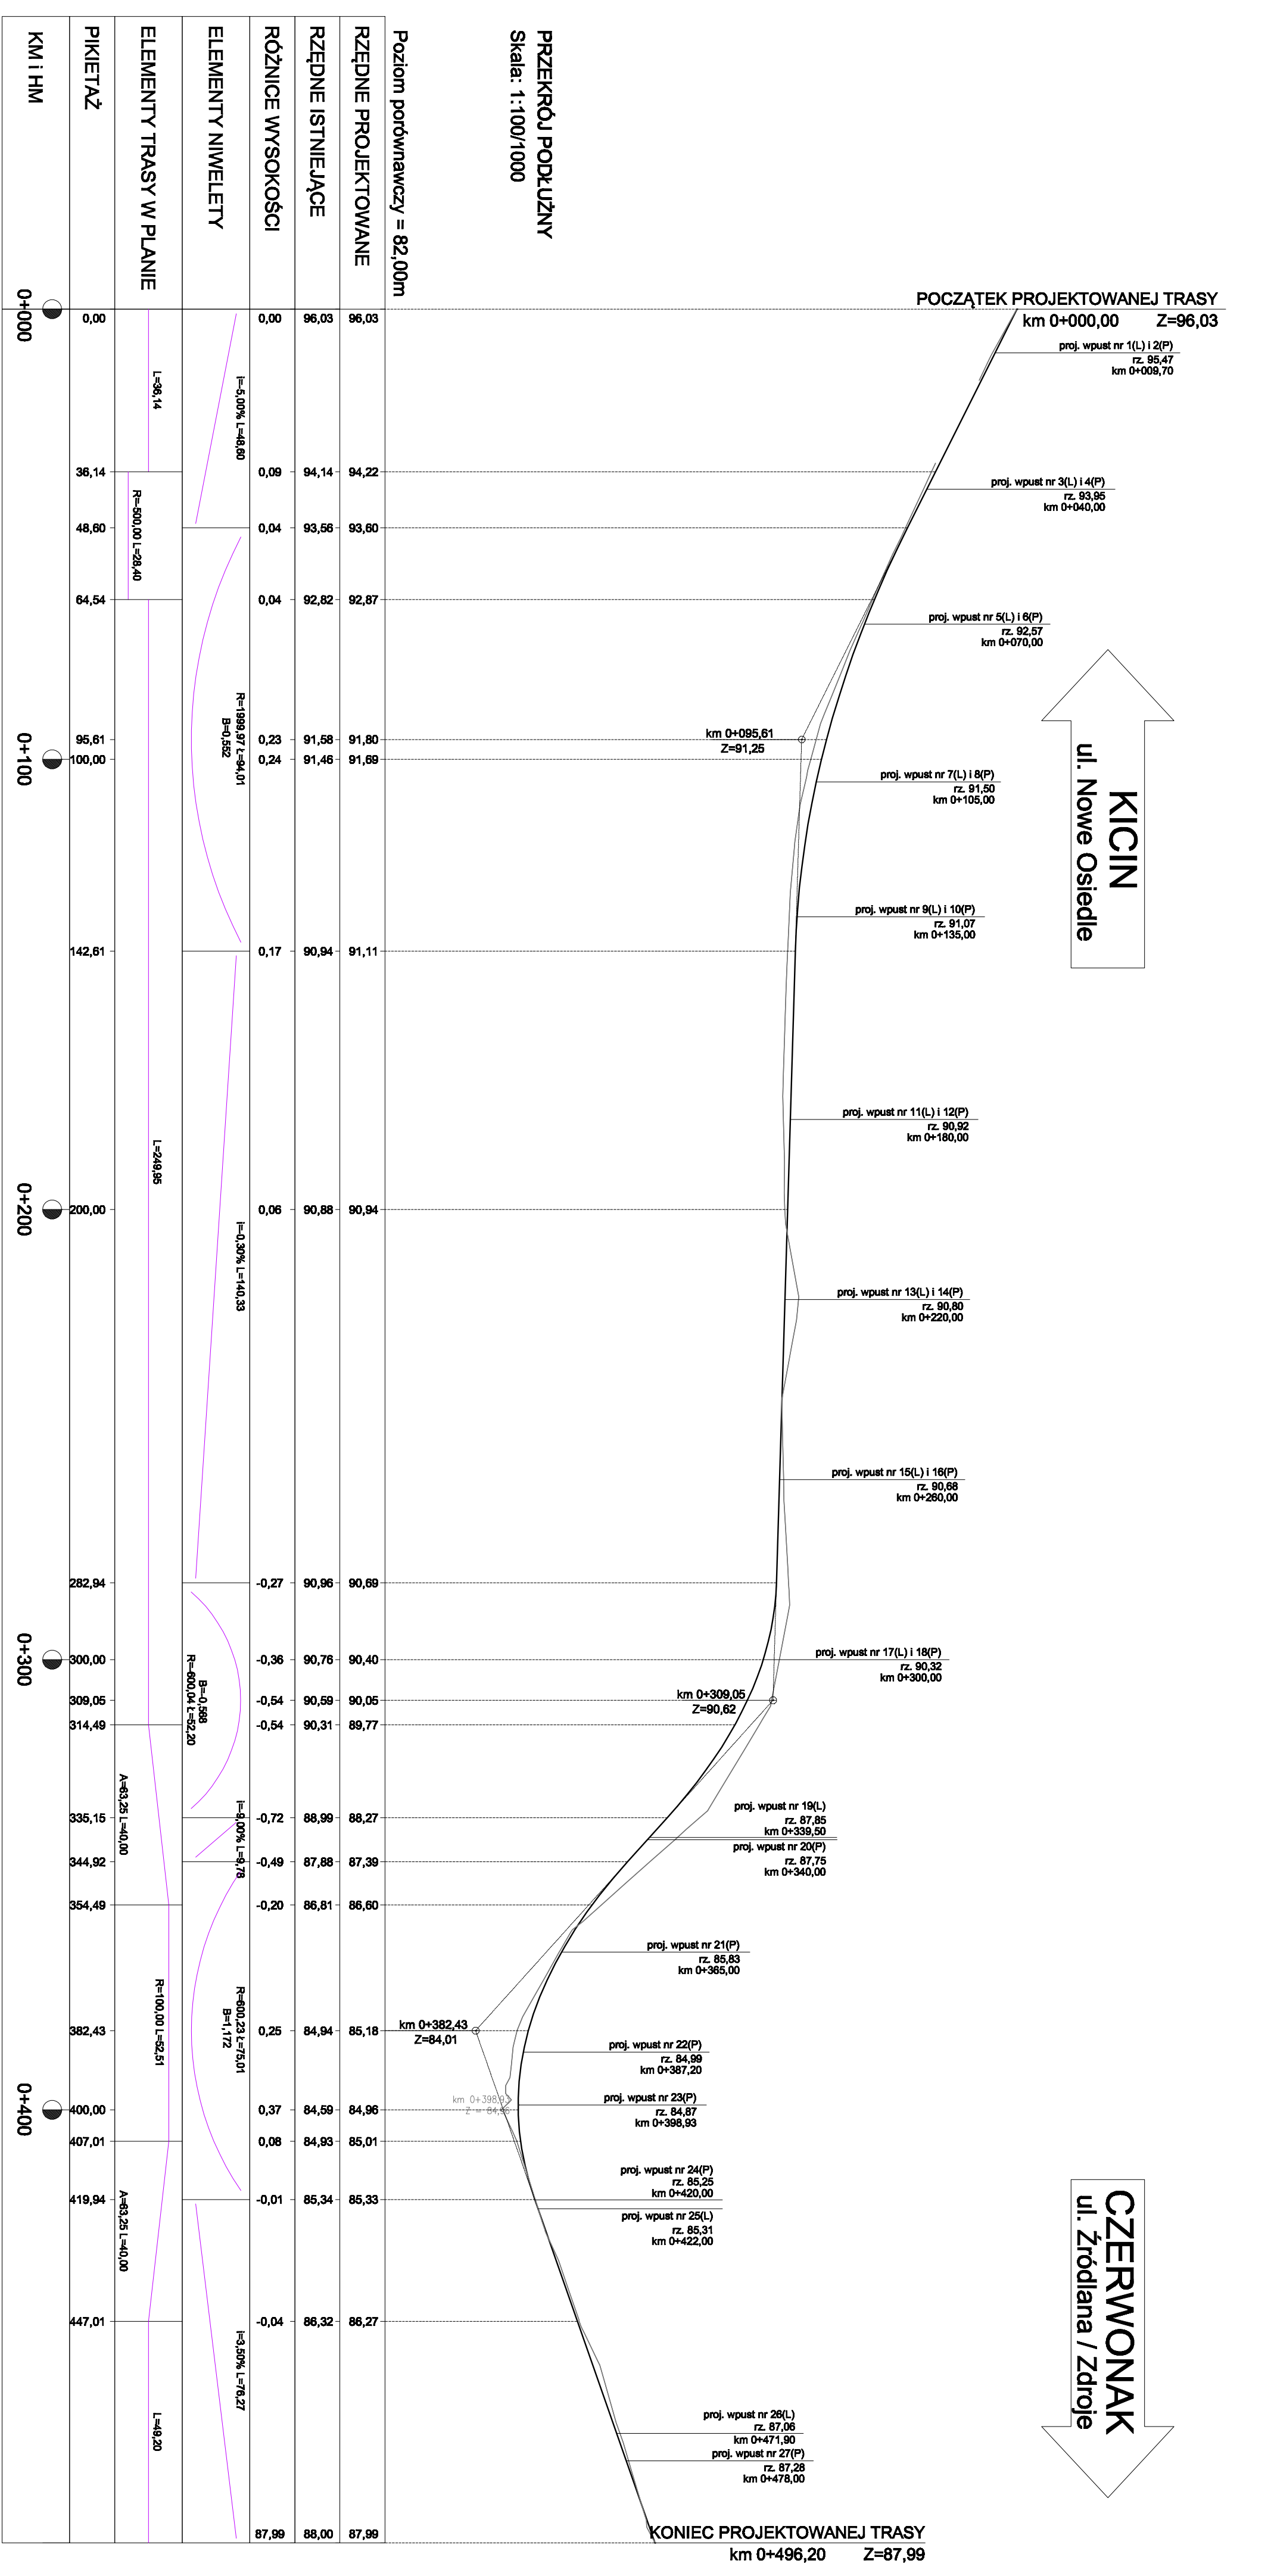 PRZEKRÓJ PODŁUŻNY
Skala: 1:100/1000
KICIN
ul. Nowe Osiedle
CZERWONAK
ul. Źródlana / Zdroje
POCZĄTEK PROJEKTOWANEJ TRASY
km 0+000,00 Z=96,03
proj. wpust nr 1(L) i 2(P)
rz. 95,47
km 0+009,70
proj. wpust nr 3(L) i 4(P)
rz. 93,95
km 0+040,00
proj. wpust nr 5(L) i 6(P)
rz. 92,57
km 0+070,00
km 0+095,61
Z=91,25
proj. wpust nr 7(L) i 8(P)
rz. 91,50
km 0+105,00
proj. wpust nr 9(L) i 10(P)
rz. 91,07
km 0+135,00
proj. wpust nr 11(L) i 12(P)
rz. 90,92
km 0+180,00
proj. wpust nr 13(L) i 14(P)
rz. 90,80
km 0+220,00
proj. wpust nr 15(L) i 16(P)
rz. 90,68
km 0+260,00
proj. wpust nr 17(L) i 18(P)
rz. 90,32
km 0+300,00
km 0+309,05
Z=90,62
proj. wpust nr 19(L)
rz. 87,85
km 0+339,50
proj. wpust nr 20(P)
rz. 87,75
km 0+340,00
proj. wpust nr 21(P)
rz. 85,83
km 0+365,00
km 0+382,43
Z=84,01
proj. wpust nr 22(P)
rz. 84,99
km 0+387,20
km 0+398,93
Z = 84,96
proj. wpust nr 23(P)
rz. 84,87
km 0+398,93
proj. wpust nr 24(P)
rz. 85,25
km 0+420,00
proj. wpust nr 25(L)
rz. 85,31
km 0+422,00
proj. wpust nr 26(L)
rz. 87,06
km 0+471,90
proj. wpust nr 27(P)
rz. 87,28
km 0+478,00
KONIEC PROJEKTOWANEJ TRASY
km 0+496,20 Z=87,99
Poziom porównawczy = 82,00m
RZĘDNE PROJEKTOWANE
96,03 94,22 93,60 92,87 91,80 91,69 91,11 90,94 90,69 90,40 90,05 89,77 88,27 87,39 86,60 85,18 84,96 85,01 85,33 86,27 87,99
RZĘDNE ISTNIEJĄCE
96,03 94,14 93,56 92,82 91,58 91,46 90,94 90,88 90,96 90,76 90,59 90,31 88,99 87,88 86,81 84,94 84,59 84,93 85,34 86,32 88,00
RÓŻNICE WYSOKOŚCI
0,00 0,09 0,04 0,04 0,23 0,24 0,17 0,06 -0,27 -0,36 -0,54 -0,54 -0,72 -0,49 -0,20 0,25 0,37 0,08 -0,01 -0,04 87,99
ELEMENTY NIWELETY
i=-5,00% L=48,60
R=1999,97 Ł=94,01
B=0,552
i=-0,30% L=140,33
B=-0,568
R=-600,04 Ł=52,20
i=-9,00% L=9,78
R=600,23 Ł=75,01
B=1,172
i=3,50% L=76,27
ELEMENTY TRASY W PLANIE
L=36,14
R=-500,00 L=28,40
L=249,95
A=63,25 L=40,00
R=100,00 L=52,51
A=63,25 L=40,00
L=49,20
PIKIETAŻ
0,00 36,14 48,60 64,54 95,61 100,00 142,61 200,00 282,94 300,00 309,05 314,49 335,15 344,92 354,49 382,43 400,00 407,01 419,94 447,01
KM i HM
0+000 0+100 0+200 0+300 0+400